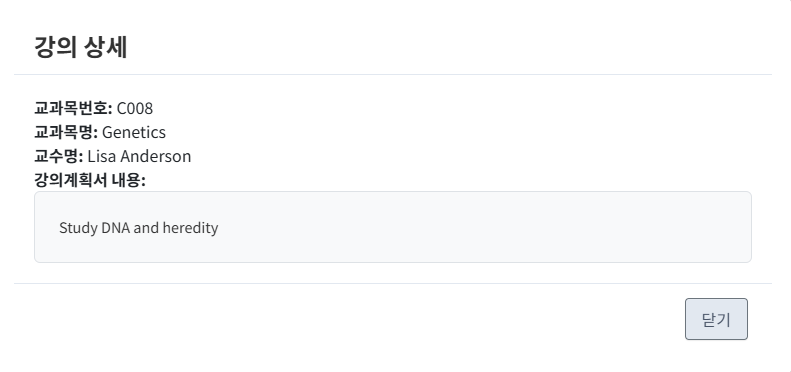 강의 상세
교과목번호: C008
교과목명: Genetics
교수명: Lisa Anderson
강의계획서 내용:
Study DNA and heredity
닫기